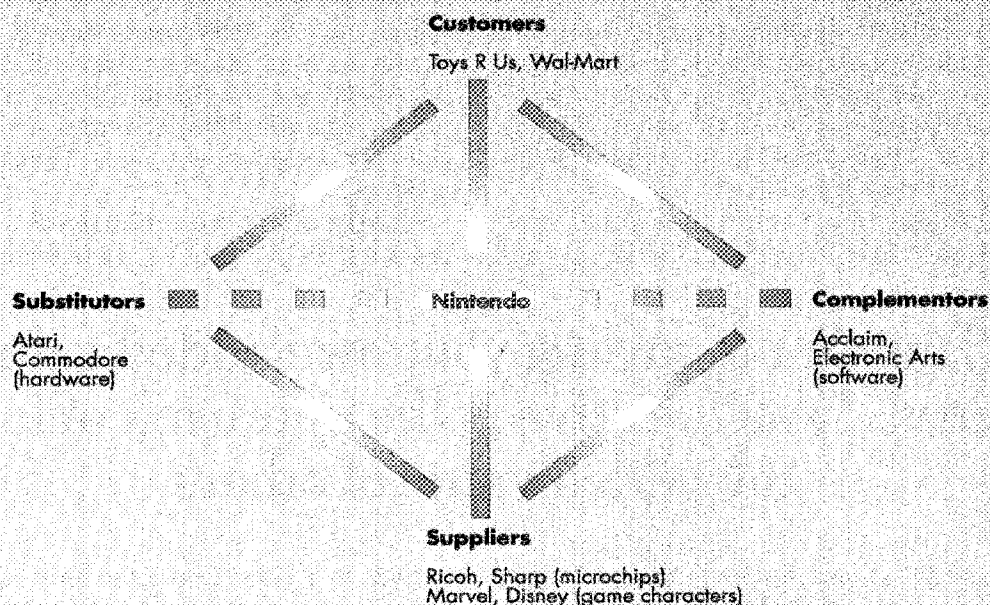 Customers
Toys R Us, Wal-Mart
Substitutors
Nintendo
Complementors
Atari,
Commodore
(hardware)
Acclaim,
Electronic Arts
(software)
Suppliers
Ricoh, Sharp (microchips)
Marvel, Disney (game characters)